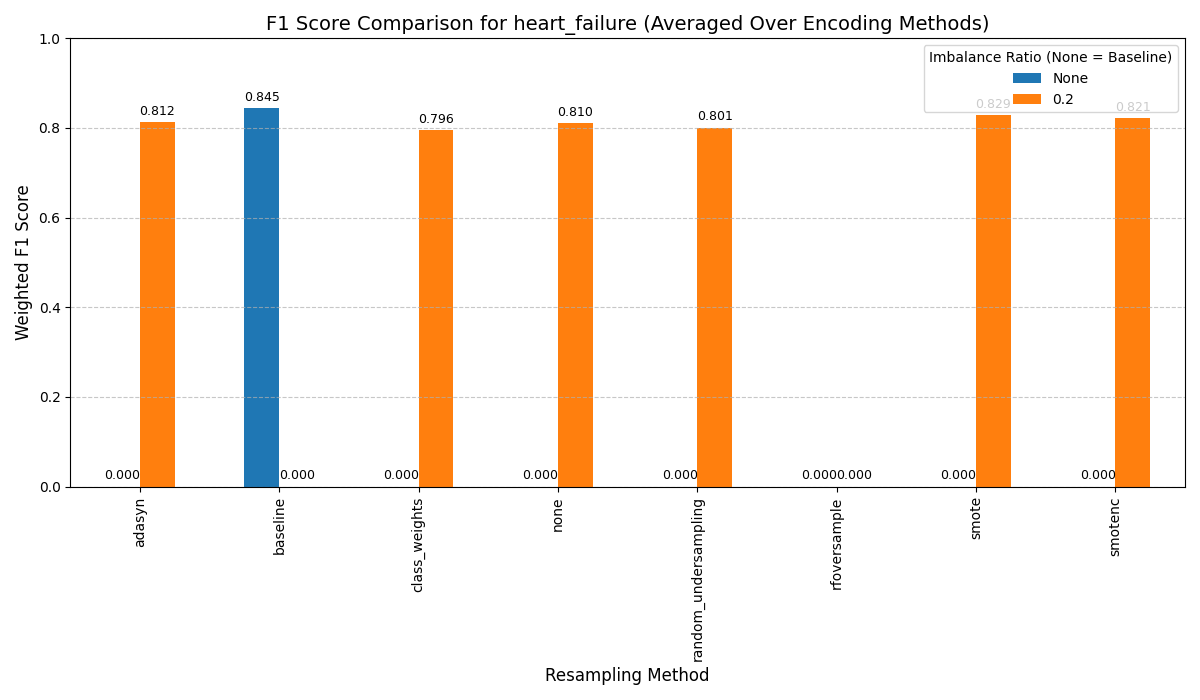 F1 Score Comparison for heart_failure (Averaged Over Encoding Methods)
Weighted F1 Score
1.0
0.8
0.6
0.4
0.2
0.0
Imbalance Ratio (None = Baseline)
None
0.2
0.812
0.845
0.796
0.810
0.801
0.829
0.821
0.000
0.000
0.000
0.000
0.000
0.0000.000
0.000
0.000
adasyn
baseline
class_weights
none
random_undersampling
rfoversample
smote
smotenc
Resampling Method